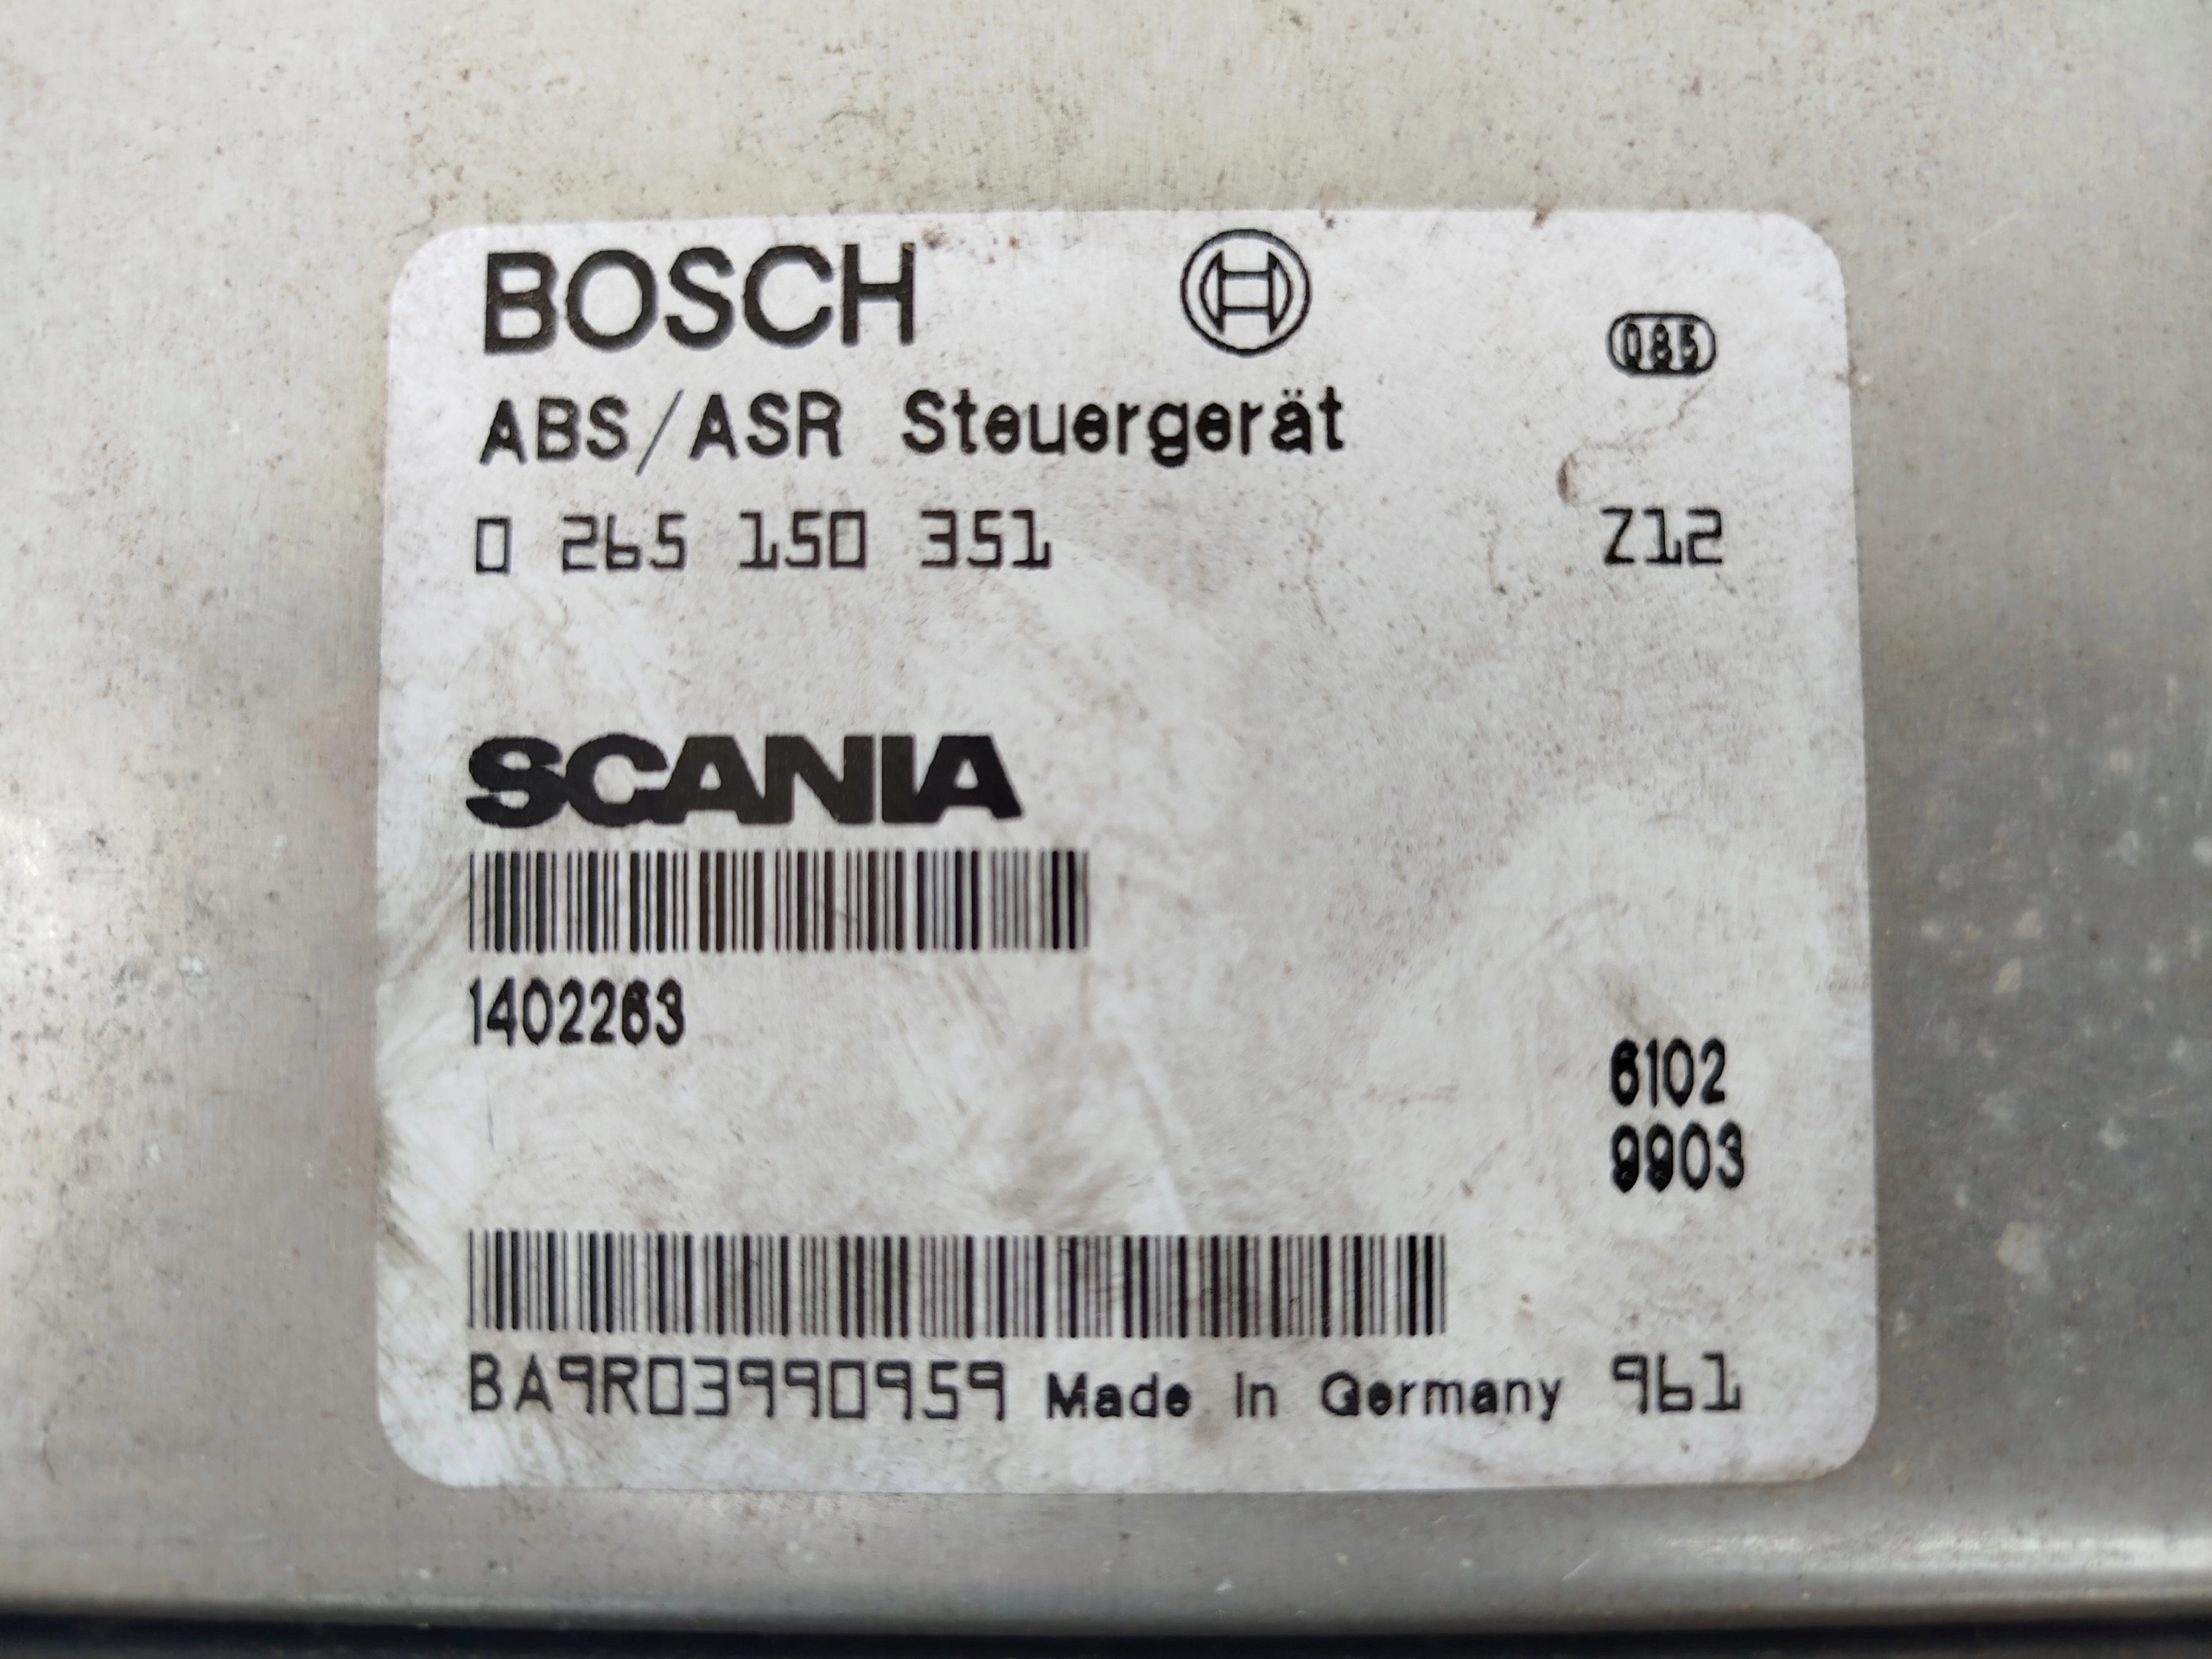 BOSCH
085
ABS/ASR Steuergerät
0 265 150 351 Z12
SCANIA
1402263
6102
9903
BA9R03990959 Made In Germany 961